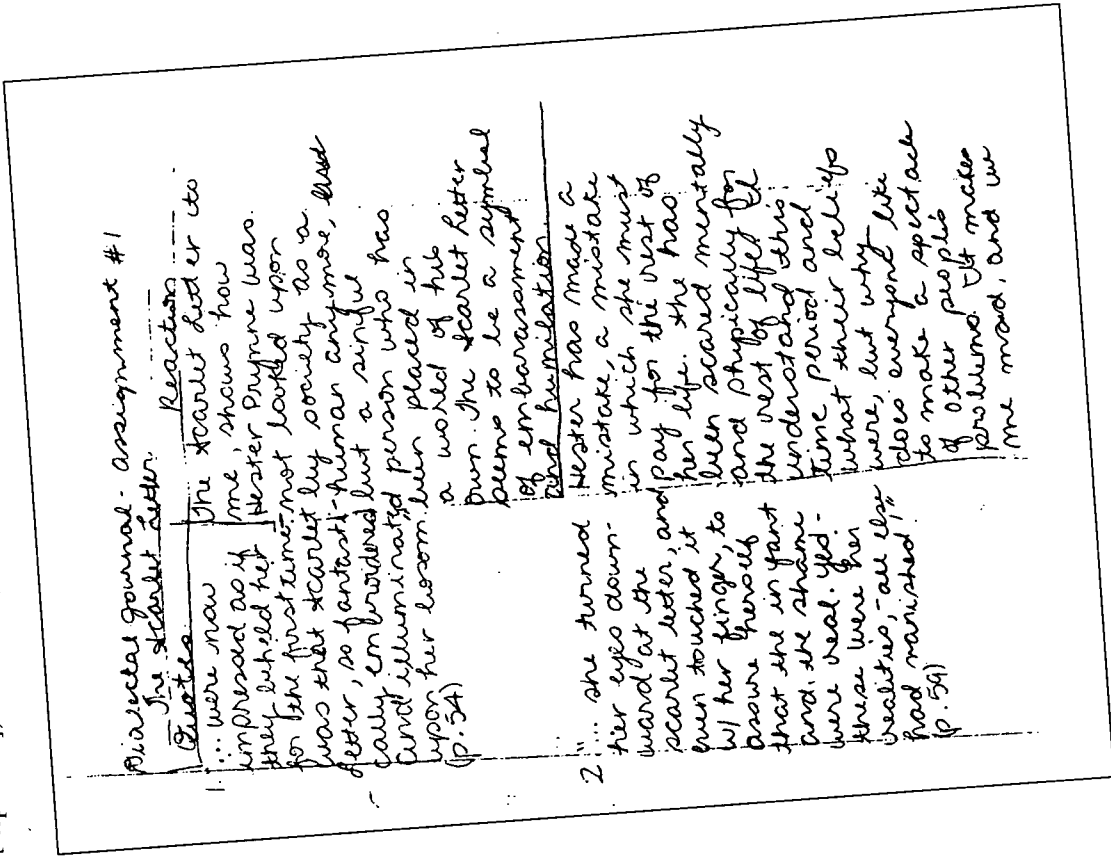 Dialectal journal - assignment #1
The Scarlet Letter
Quotes
1. "... were now
impressed as if
they beheld her
for the first time-
was that scarlet
letter, so fantasti-
cally embroidered
and illuminated
upon her bosom."
(p. 54)
Reaction
The scarlet letter to
me, shows how
Hester Prynne was
not looked upon
by society as a
human anymore,
but a sinful
person who has
been placed in
a world of his
own. The scarlet letter
seems to be a symbol
of embarassment
and humilation.
2. "... she turned
her eyes down-
ward at the
scarlet letter, and
even touched it
w/ her finger, to
assure herself
that the infant
and the shame
were real. Yes! -
these were her
realities, - all else
had vanished!"
(p. 59)
Hester has made a
mistake, a mistake
in which she must
pay for the rest of
her life. She has
been scared mentally
and physically for
the rest of life! I
understand this
time period and
what their beliefs
were, but why
does everyone like
to make a spectacle
of other people's
problems. It makes
me mad, and we